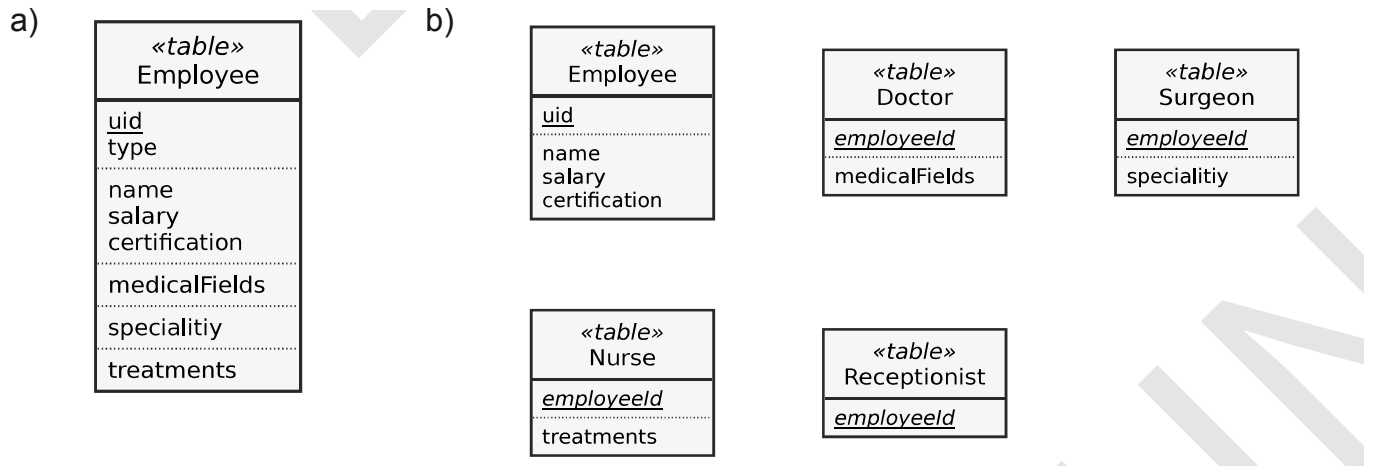 a)
«table»
Employee
uid
type
name
salary
certification
medicalFields
specialitiy
treatments
b)
«table»
Employee
uid
name
salary
certification
«table»
Doctor
employeeId
medicalFields
«table»
Surgeon
employeeId
specialitiy
«table»
Nurse
employeeId
treatments
«table»
Receptionist
employeeId